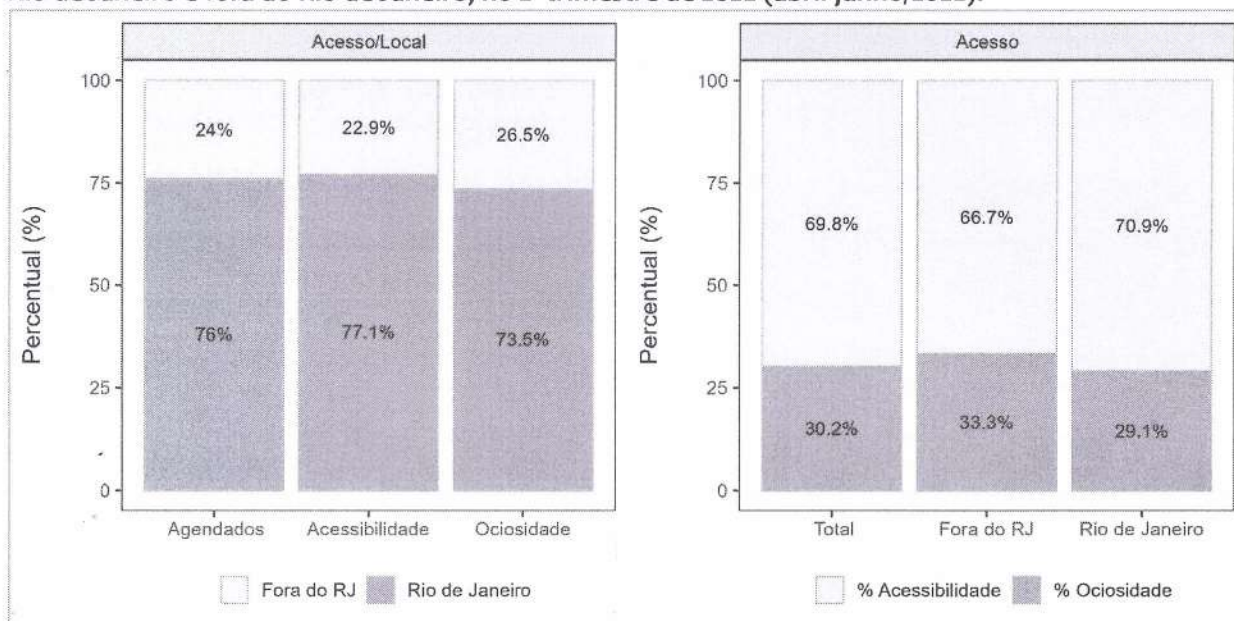 Acesso/Local
100
75
50
25
0
Percentual (%)
24%
22.9%
26.5%
76%
77.1%
73.5%
Agendados Acessibilidade Ociosidade
Fora do RJ Rio de Janeiro
Acesso
100
75
50
25
0
Percentual (%)
69.8%
66.7%
70.9%
30.2%
33.3%
29.1%
Total Fora do RJ Rio de Janeiro
% Acessibilidade % Ociosidade